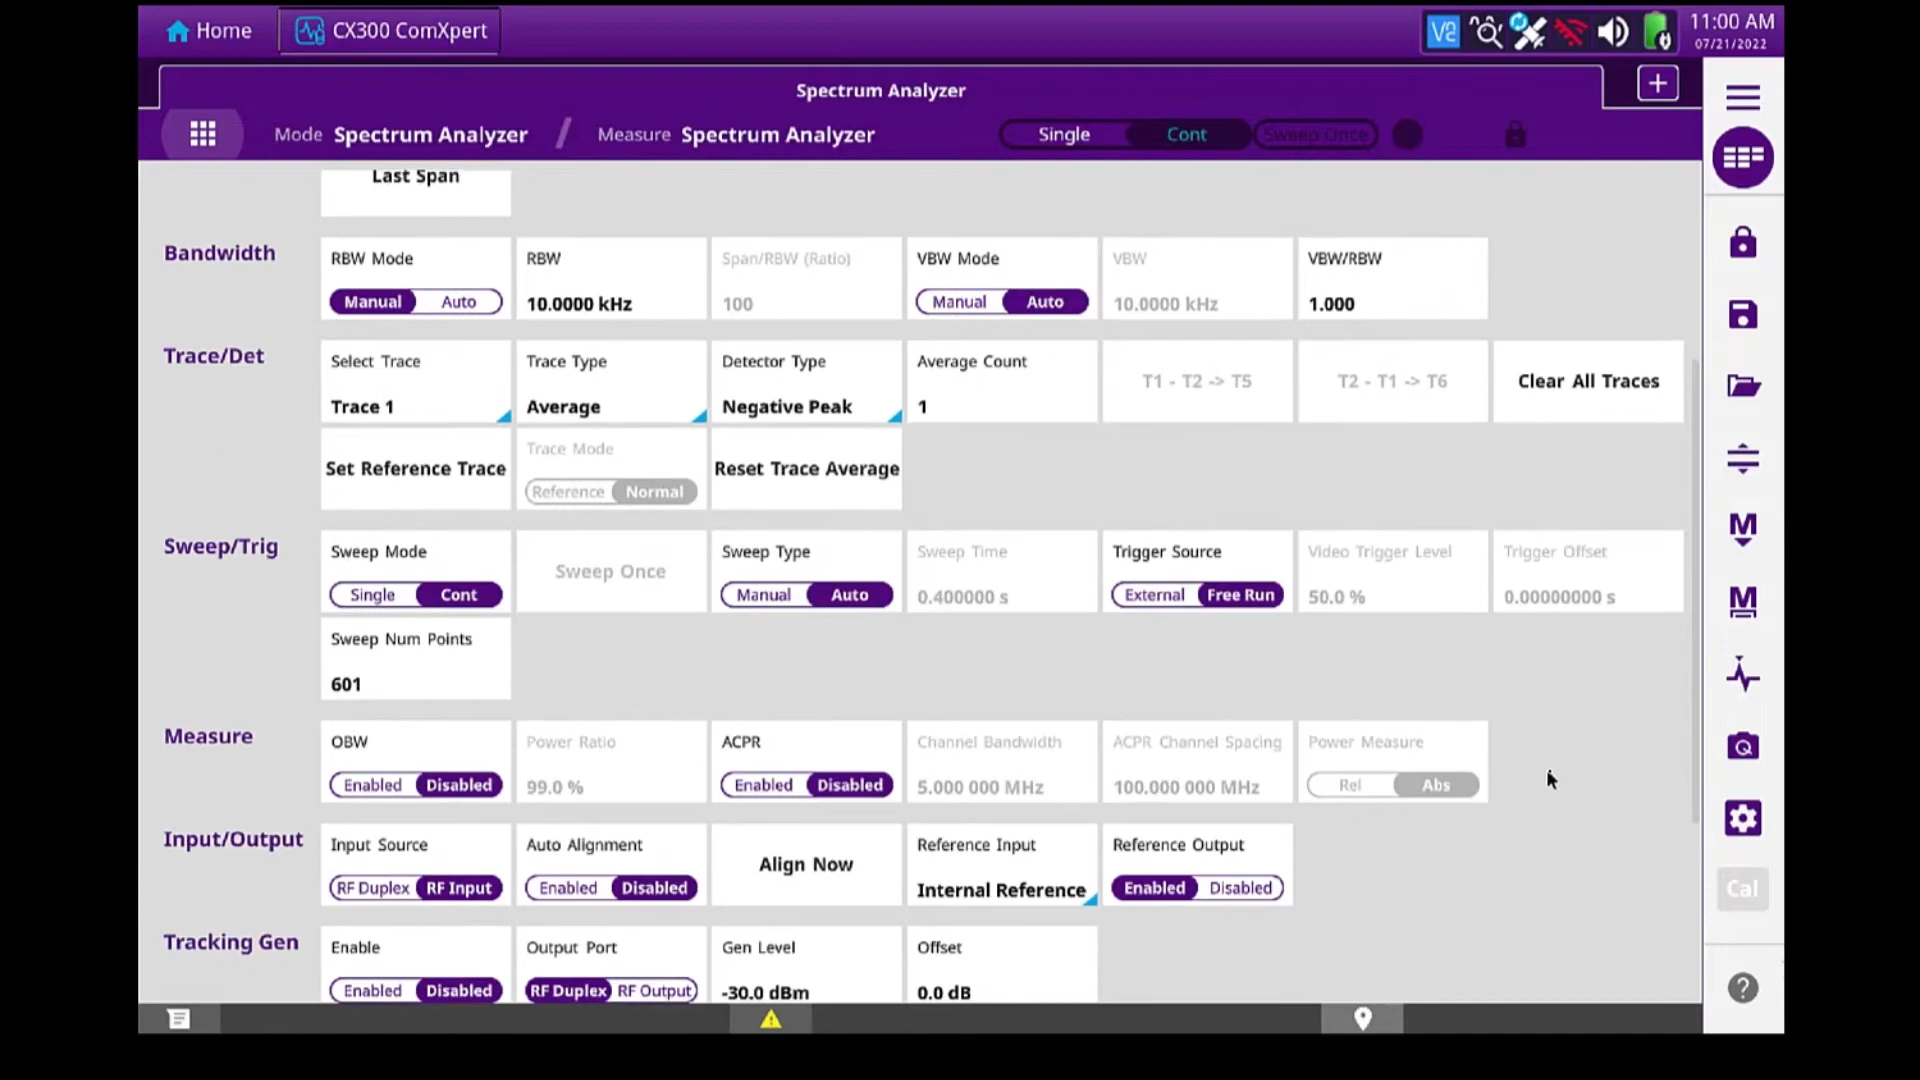 Home
CX300 ComXpert
11:00 AM
07/21/2022
Spectrum Analyzer
Mode Spectrum Analyzer / Measure Spectrum Analyzer
Single Cont Sweep Once
Last Span
Bandwidth
RBW Mode RBW Span/RBW (Ratio) VBW Mode VBW VBW/RBW
Manual Auto 10.0000 kHz 100 Manual Auto 10.0000 kHz 1.000
Trace/Det
Select Trace Trace Type Detector Type Average Count
T1 - T2 -> T5 T2 - T1 -> T6 Clear All Traces
Trace 1 Average Negative Peak 1
Set Reference Trace Trace Mode Reset Trace Average
Reference Normal
Sweep/Trig
Sweep Mode Sweep Once Sweep Type Sweep Time Trigger Source Video Trigger Level Trigger Offset
Single Cont Manual Auto 0.400000 s External Free Run 50.0 % 0.00000000 s
Sweep Num Points
601
Measure
OBW Power Ratio ACPR Channel Bandwidth ACPR Channel Spacing Power Measure
Enabled Disabled 99.0 % Enabled Disabled 5.000 000 MHz 100.000 000 MHz Rel Abs
Input/Output
Input Source Auto Alignment Align Now Reference Input Reference Output
RF Duplex RF Input Enabled Disabled Internal Reference Enabled Disabled
Cal
Tracking Gen
Enable Output Port Gen Level Offset
Enabled Disabled RF Duplex RF Output -30.0 dBm 0.0 dB